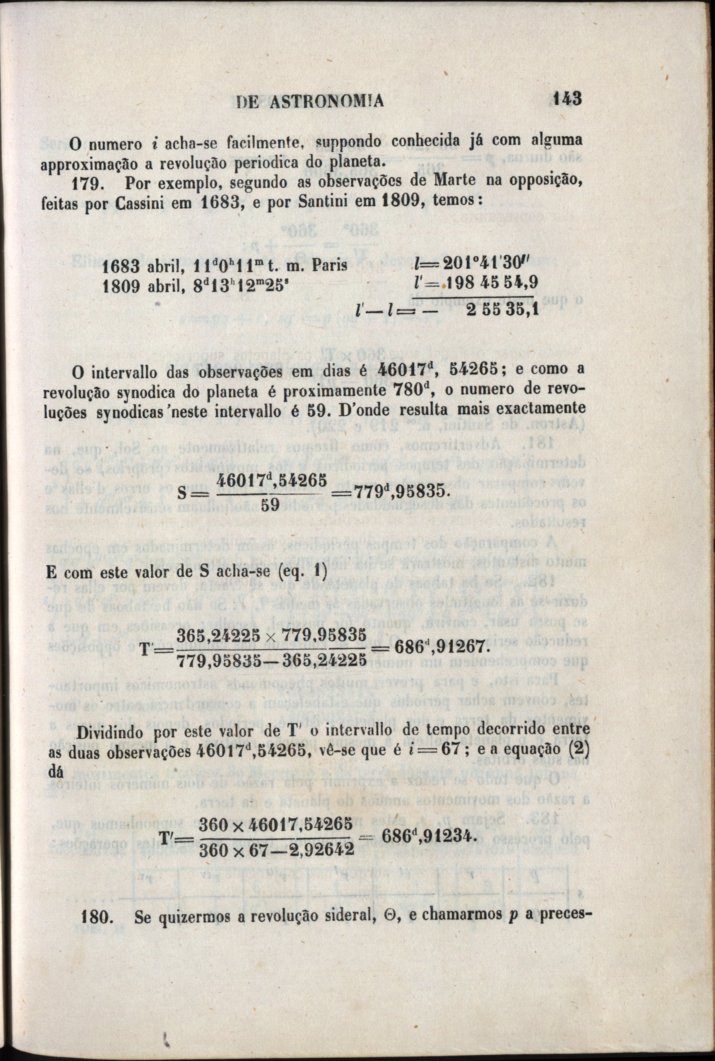 DE ASTRONOMIA 143
O numero i acha-se facilmente, suppondo conhecida já com alguma
approximação a revolução periodica do planeta.
179. Por exemplo, segundo as observações de Marte na opposição,
feitas por Cassini em 1683, e por Santini em 1809, temos:
1683 abril, 11ᵈ0ʰ11ᵐ t. m. Paris l=201°41'30''
1809 abril, 8ᵈ13ʰ12ᵐ25ˢ l'=.198 45 54,9
l'—l=— 2 55 35,1
O intervallo das observações em dias é 46017ᵈ, 54265; e como a
revolução synodica do planeta é proximamente 780ᵈ, o numero de revo-
luções synodicas 'neste intervallo é 59. D'onde resulta mais exactamente
S= 46017ᵈ,54265 / 59 =779ᵈ,95835.
E com este valor de S acha-se (eq. 1)
T'= 365,24225 × 779,95835 / 779,95835—365,24225 = 686ᵈ,91267.
Dividindo por este valor de T' o intervallo de tempo decorrido entre
as duas observações 46017ᵈ,54265, vê-se que é i=67; e a equação (2)
dá
T'= 360 × 46017,54265 / 360 × 67—2,92642 = 686ᵈ,91234.
180. Se quizermos a revolução sideral, Θ, e chamarmos p a preces-